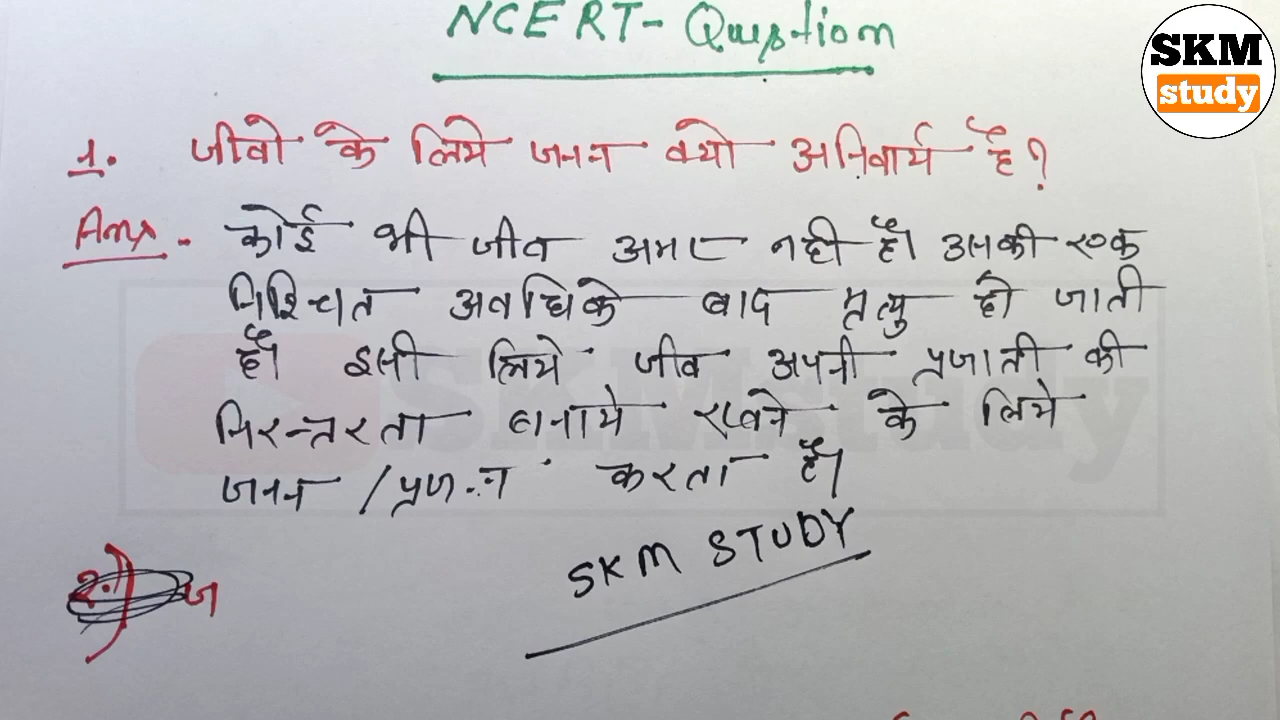 NCERT - Question
SKM
study
1. जीवो के लिये जनन क्यो अनिवार्य है?
Ans. कोई भी जीव अमर नही है। उसकी एक
निश्चित अवधिके बाद मृत्यु हो जाती
है। इसी लिये जीव अपनी प्रजाती की
निरन्तरता बनाये रखने के लिये
जनन / प्रजनन करता है।
SKM STUDY
SKMstudy
ज